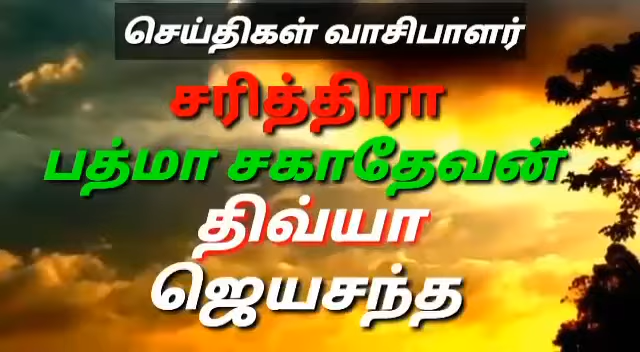 செய்திகள் வாசிபாளர்
சரித்திரா
பத்மா சகாதேவன்
திவ்யா
ஜெயசந்த